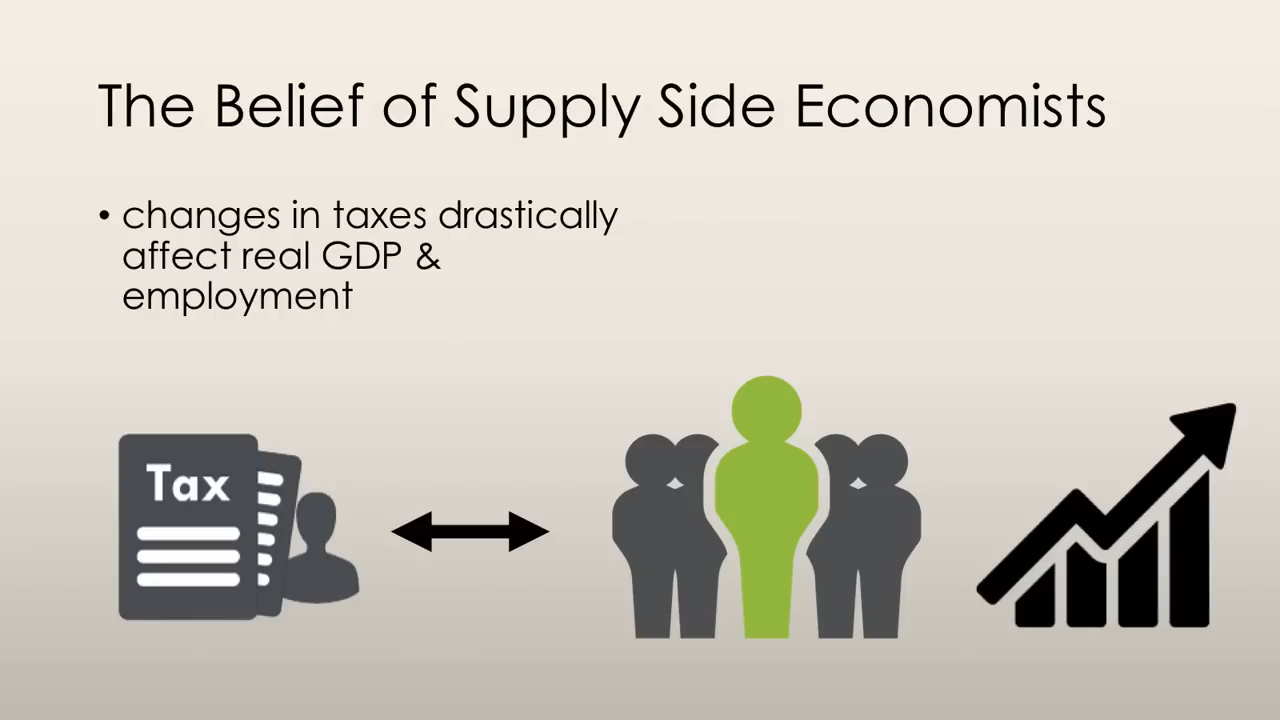 The Belief of Supply Side Economists
• changes in taxes drastically
affect real GDP &
employment
Tax